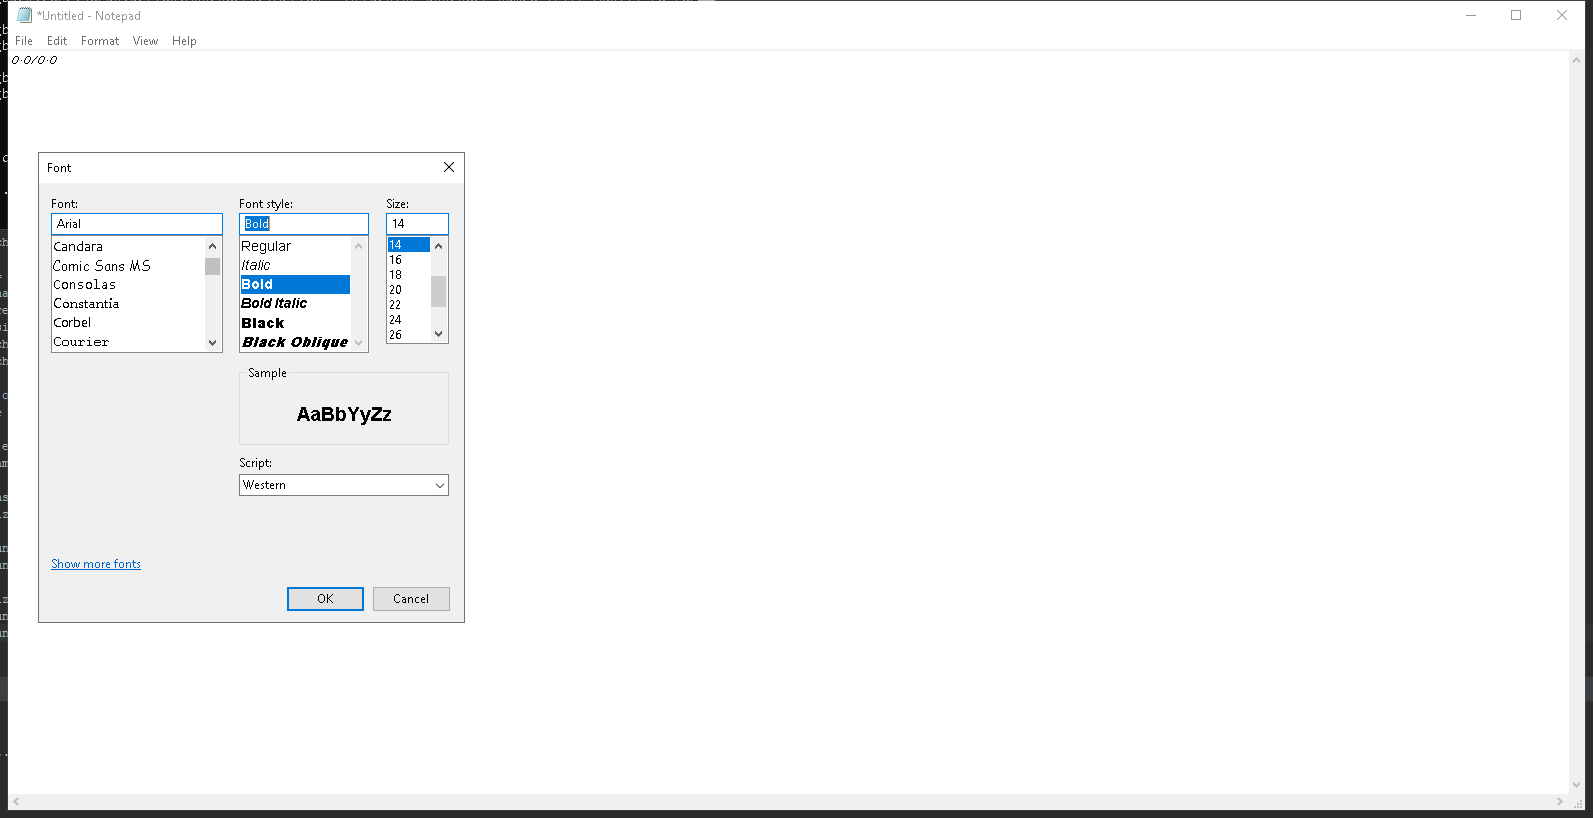 *Untitled - Notepad
File Edit Format View Help
0-0/0-0
Font
Font: Font style: Size:
Arial Bold 14
Candara Regular 14
Comic Sans MS Italic 16
Consolas Bold 18
Constantia Bold Italic 20
Corbel Black 22
Courier Black Oblique 24
26
Sample
AaBbYyZz
Script:
Western
Show more fonts
OK Cancel